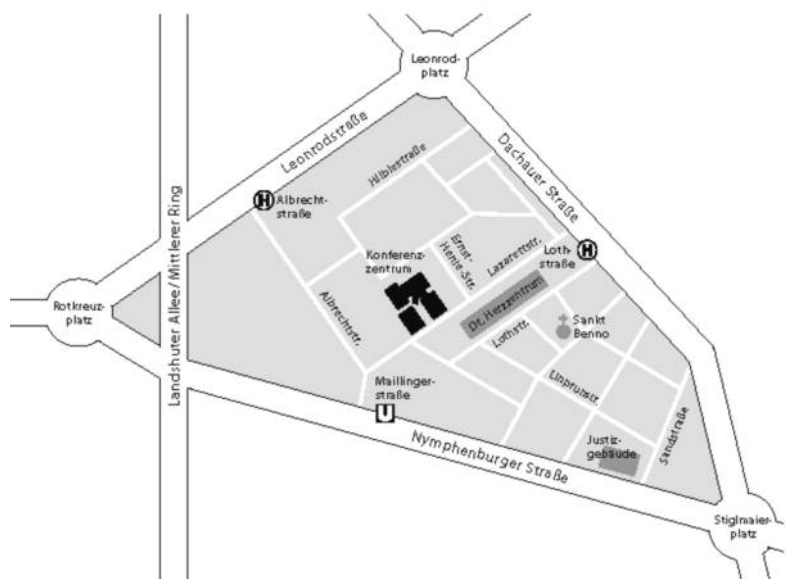 Leonrod-
platz
Leonrodstraße
Hilblestraße
Dachauer Straße
H
Albrecht-
straße
Landshuter Allee/Mittlerer Ring
Konferenz-
zentrum
Ernst-
Henle-Str.
Lazarettstr.
Loth-
straße
H
Rotkreuz-
platz
Albrechtstr.
Dt. Herzzentrum
Sankt
Benno
Lothstr.
Maillinger-
straße
U
Linprunstr.
Nymphenburger Straße
Justiz-
gebäude
Sandstraße
Stiglmaier-
platz